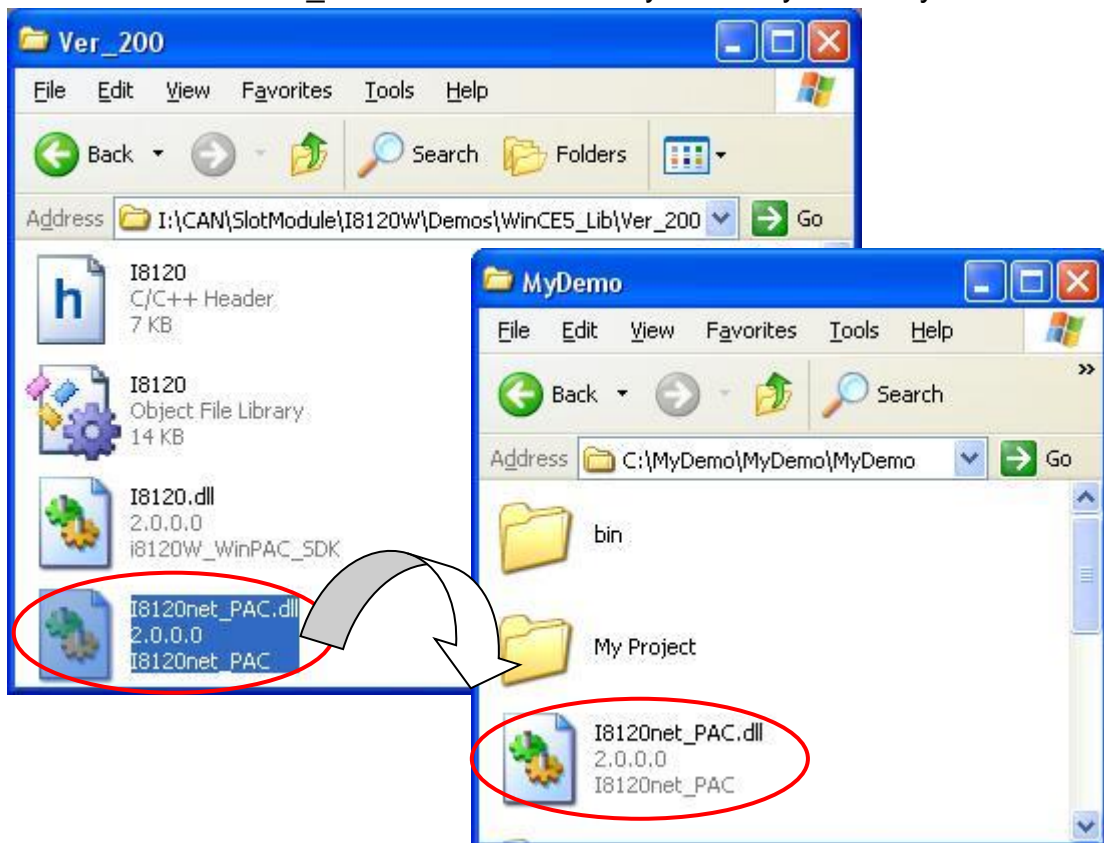 Ver_200
File Edit View Favorites Tools Help
Back Search Folders
Address I:\CAN\SlotModule\I8120W\Demos\WinCE5_Lib\Ver_200 Go
I8120
C/C++ Header
7 KB
I8120
Object File Library
14 KB
I8120.dll
2.0.0.0
i8120W_WinPAC_SDK
I8120net_PAC.dll
2.0.0.0
I8120net_PAC
MyDemo
File Edit View Favorites Tools Help
Back Search
Address C:\MyDemo\MyDemo\MyDemo Go
bin
My Project
I8120net_PAC.dll
2.0.0.0
I8120net_PAC